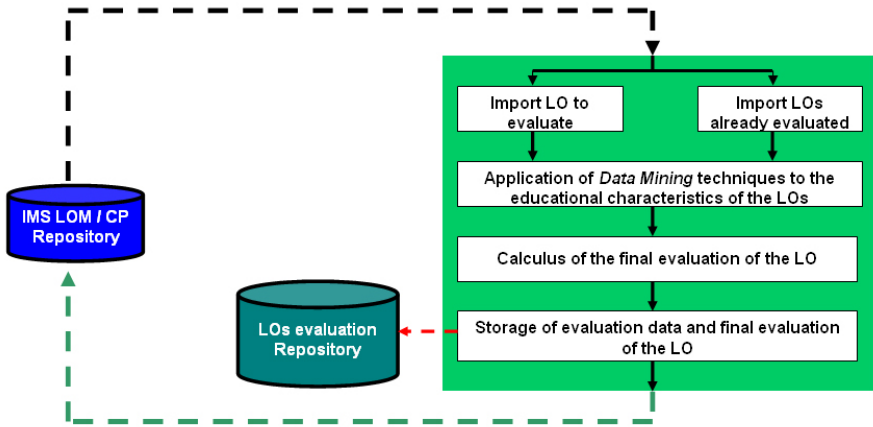 Import LO to
evaluate
Import LOs
already evaluated
Application of Data Mining techniques to the
educational characteristics of the LOs
IMS LOM / CP
Repository
Calculus of the final evaluation of the LO
LOs evaluation
Repository
Storage of evaluation data and final evaluation
of the LO